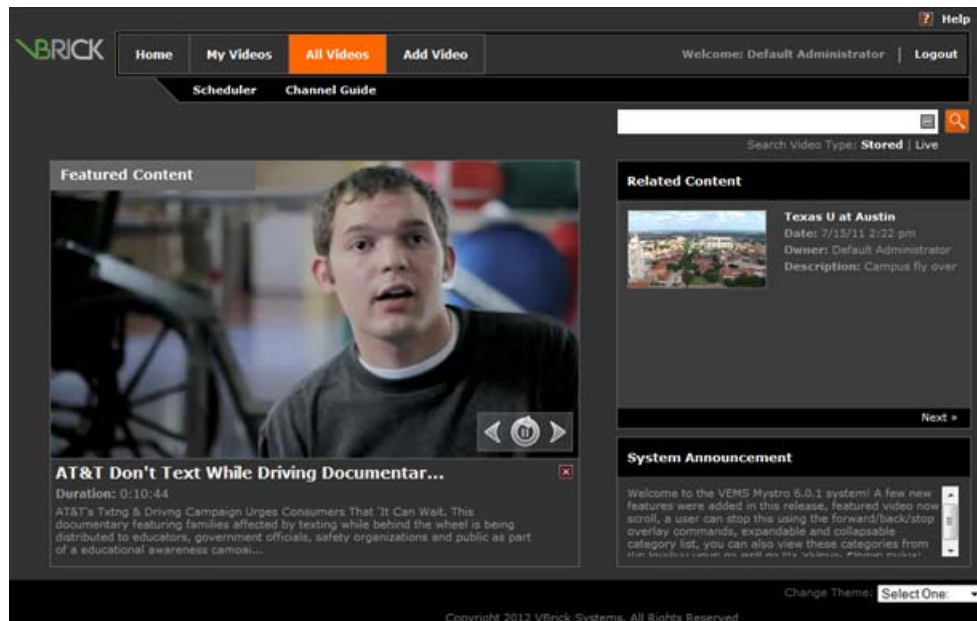 Help
VBRICK
Home My Videos All Videos Add Video Welcome: Default Administrator | Logout
Scheduler Channel Guide
Search Video Type: Stored | Live
Featured Content
AT&T Don't Text While Driving Documentar...
Duration: 0:10:44
AT&T's Txtng & Drivng Campaign Urges Consumers That 'It Can Wait. This
documentary featuring families affected by texting while behind the wheel is being
distributed to educators, government officials, safety organizations and public as part
of a educational awareness campai...
Related Content
Texas U at Austin
Date: 7/15/11 2:22 pm
Owner: Default Administrator
Description: Campus fly over
Next »
System Announcement
Welcome to the VEMS Mystro 6.0.1 system! A few new
features were added in this release, featured video now
scroll, a user can stop this using the forward/back/stop
overlay commands, expandable and collapsable
category list, you can also view these categories from
Change Theme: Select One:
Copyright 2012 VBrick Systems. All Rights Reserved